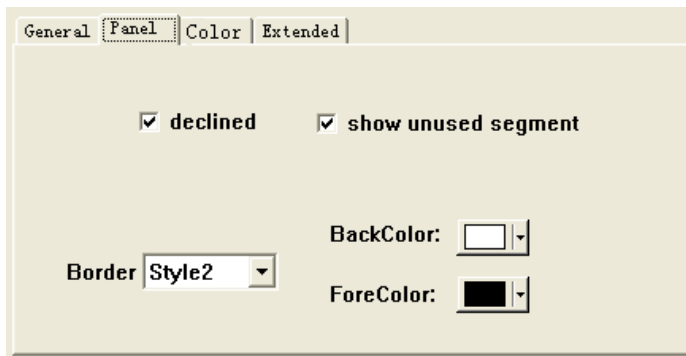 General Panel Color Extended
declined show unused segment
BackColor:
Border Style2
ForeColor: